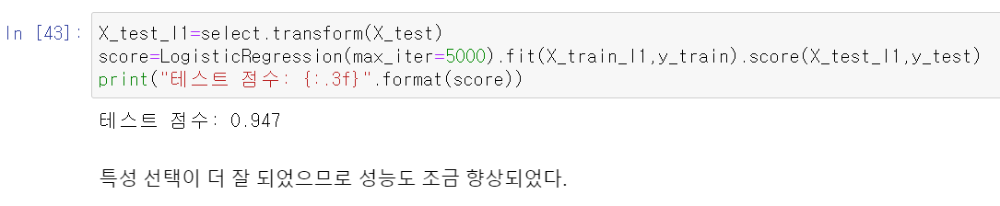 In [43]: X_test_l1=select.transform(X_test)
score=LogisticRegression(max_iter=5000).fit(X_train_l1,y_train).score(X_test_l1,y_test)
print("테스트 점수: {:.3f}".format(score))
테스트 점수: 0.947
특성 선택이 더 잘 되었으므로 성능도 조금 향상되었다.